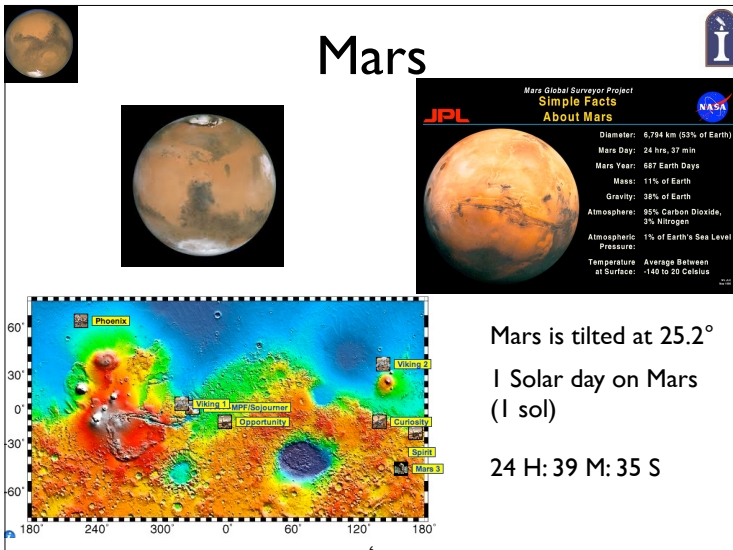 Mars
Mars Global Surveyor Project
Simple Facts
About Mars
JPL
NASA
Diameter: 6,794 km (53% of Earth)
Mars Day: 24 hrs, 37 min
Mars Year: 687 Earth Days
Mass: 11% of Earth
Gravity: 38% of Earth
Atmosphere: 95% Carbon Dioxide,
3% Nitrogen
Atmospheric Pressure: 1% of Earth's Sea Level
Temperature at Surface: Average Between
-140 to 20 Celsius
60°
30°
0°
-30°
-60°
Phoenix
Viking 2
Viking 1
MPF/Sojourner
Opportunity
Curiosity
Spirit
Mars 3
180° 240° 300° 0° 60° 120° 180°
Mars is tilted at 25.2°
1 Solar day on Mars
(1 sol)
24 H: 39 M: 35 S